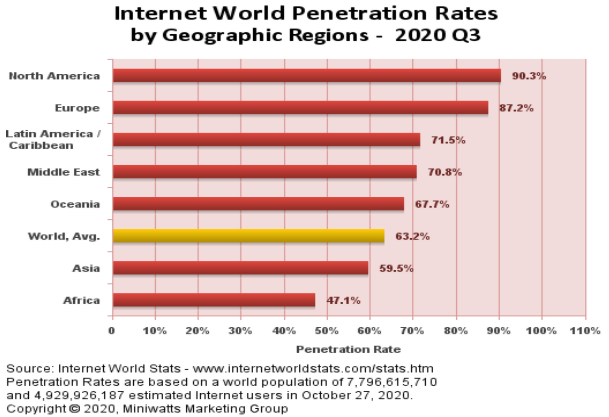 Internet World Penetration Rates
by Geographic Regions - 2020 Q3
North America
90.3%
Europe
87.2%
Latin America /
Caribbean
71.5%
Middle East
70.8%
Oceania
67.7%
World, Avg.
63.2%
Asia
59.5%
Africa
47.1%
0 10% 20% 30% 40% 50% 60% 70% 80% 90% 100% 110%
Penetration Rate
Source: Internet World Stats - www.internetworldstats.com/stats.htm
Penetration Rates are based on a world population of 7,796,615,710
and 4,929,926,187 estimated Internet users in October 27, 2020.
Copyright © 2020, Miniwatts Marketing Group